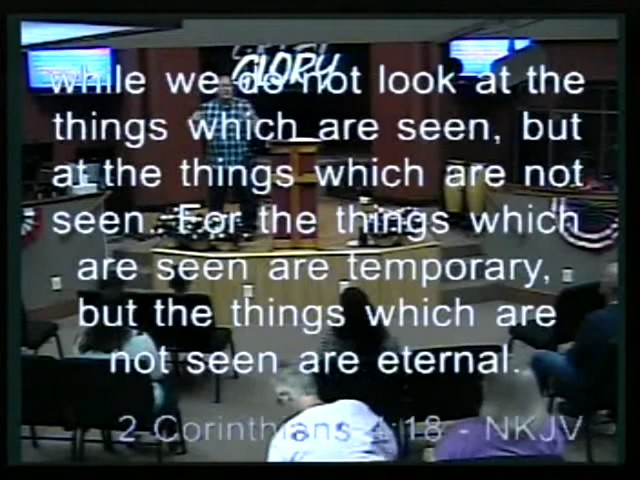 GLORY
while we do not look at the
things which are seen, but
at the things which are not
seen. For the things which
are seen are temporary,
but the things which are
not seen are eternal.
2 Corinthians 4:18 - NKJV